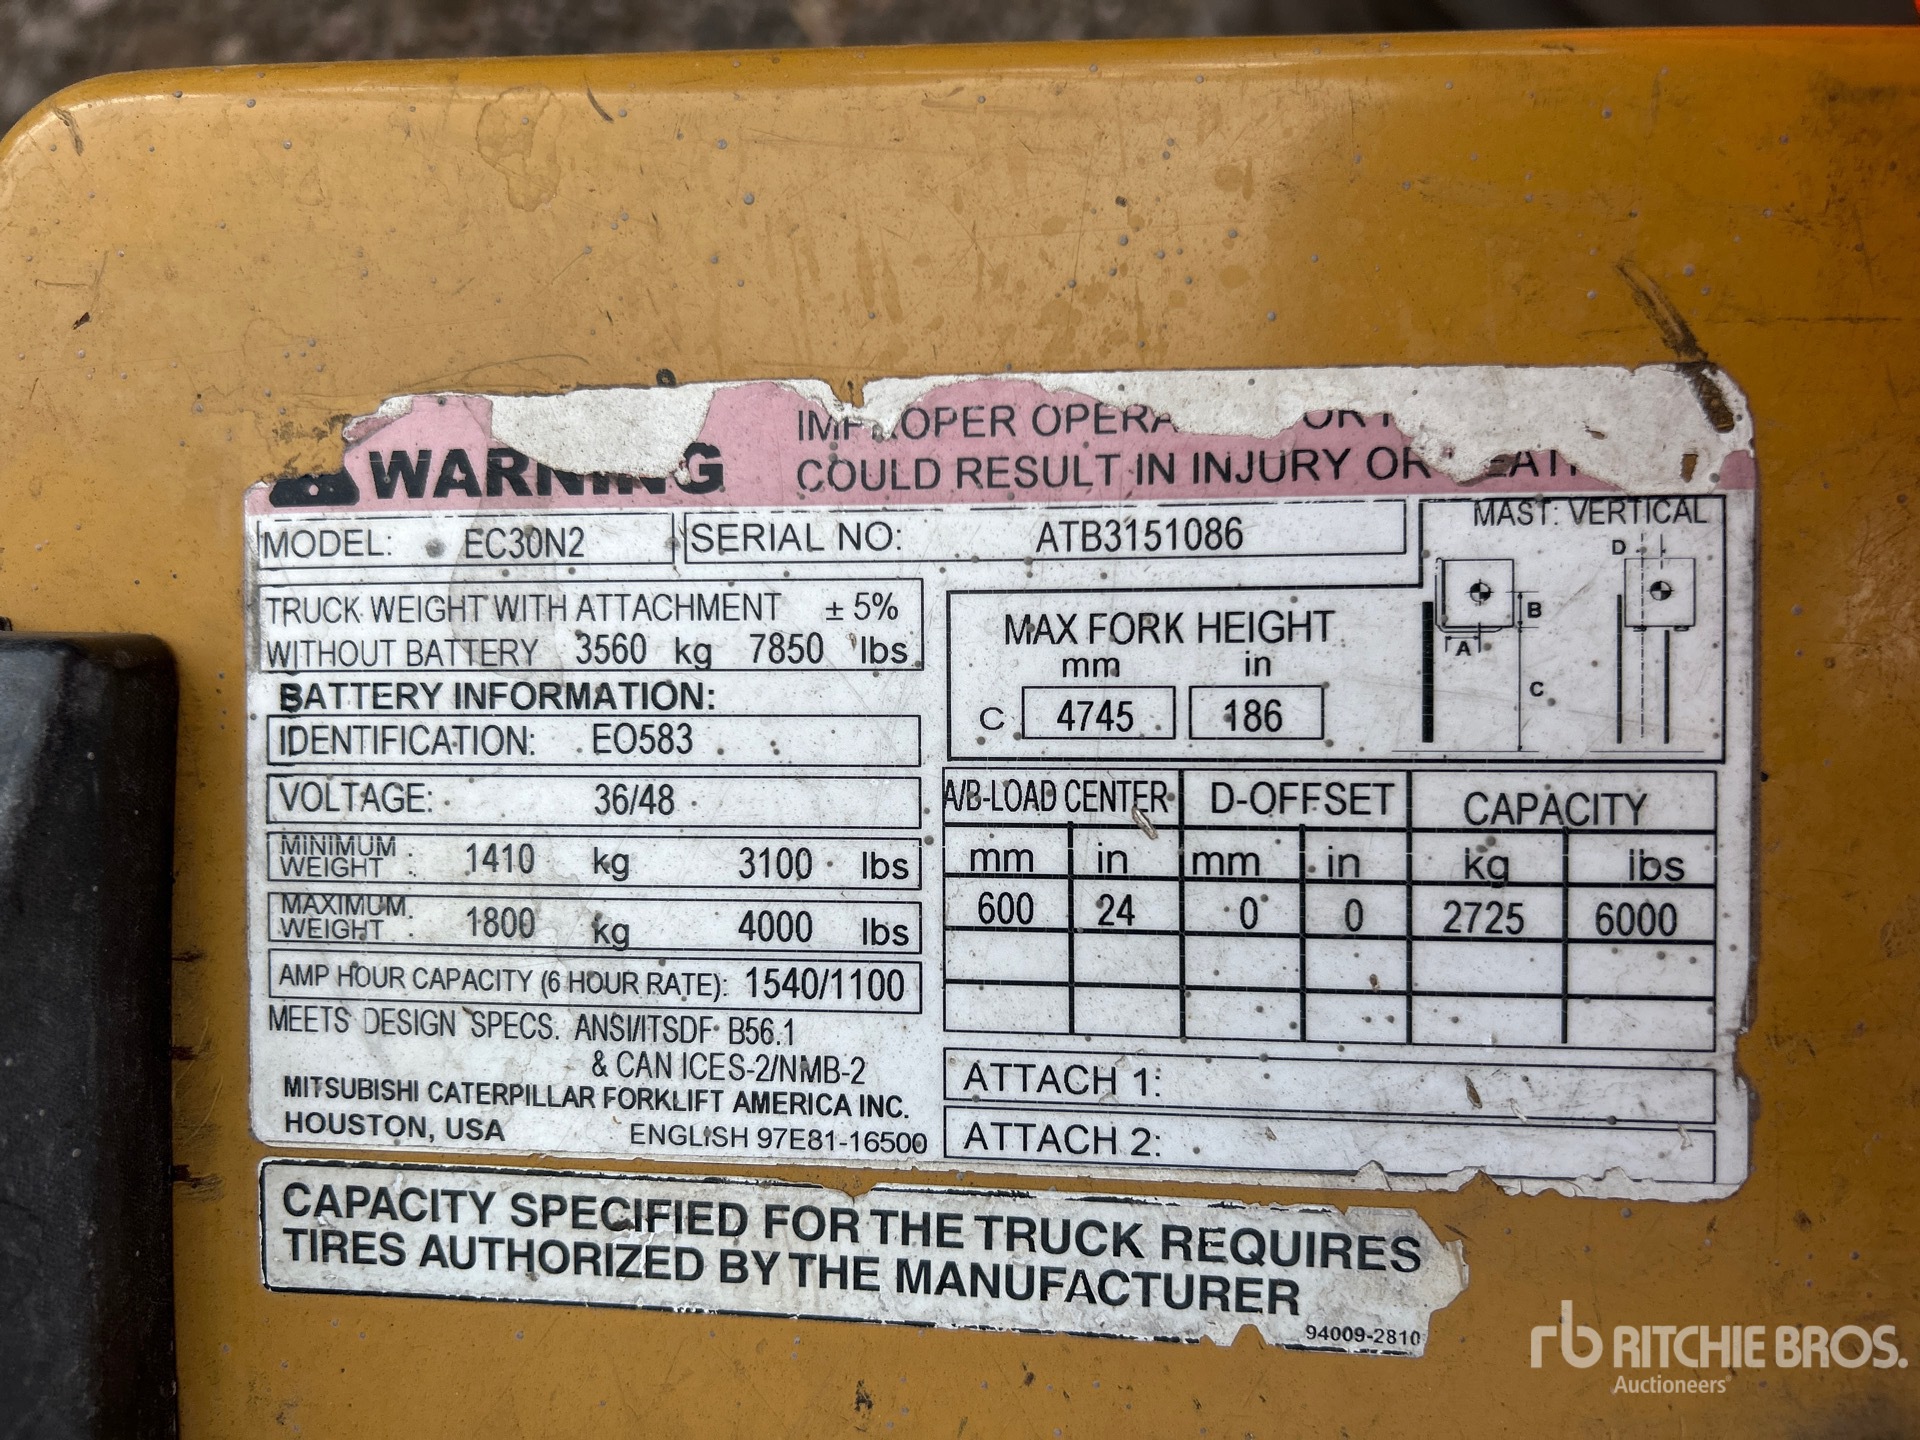 WARNING
IMPROPER OPERA OR
COULD RESULT IN INJURY OR DEATH
MODEL: EC30N2
SERIAL NO: ATB3151086
TRUCK WEIGHT WITH ATTACHMENT ± 5%
WITHOUT BATTERY 3560 kg 7850 lbs
BATTERY INFORMATION:
IDENTIFICATION: EO583
VOLTAGE: 36/48
MINIMUM WEIGHT : 1410 kg 3100 lbs
MAXIMUM WEIGHT : 1800 kg 4000 lbs
AMP HOUR CAPACITY (6 HOUR RATE): 1540/1100
MEETS DESIGN SPECS. ANSI/ITSDF B56.1
& CAN ICES-2/NMB-2
MITSUBISHI CATERPILLAR FORKLIFT AMERICA INC.
HOUSTON, USA ENGLISH 97E81-16500
MAST: VERTICAL
D
B
A
C
MAX FORK HEIGHT
mm in
C 4745 186
A/B-LOAD CENTER D-OFFSET CAPACITY
mm in mm in kg lbs
600 24 0 0 2725 6000
ATTACH 1:
ATTACH 2:
CAPACITY SPECIFIED FOR THE TRUCK REQUIRES
TIRES AUTHORIZED BY THE MANUFACTURER
94009-2810
rb RITCHIE BROS.
Auctioneers